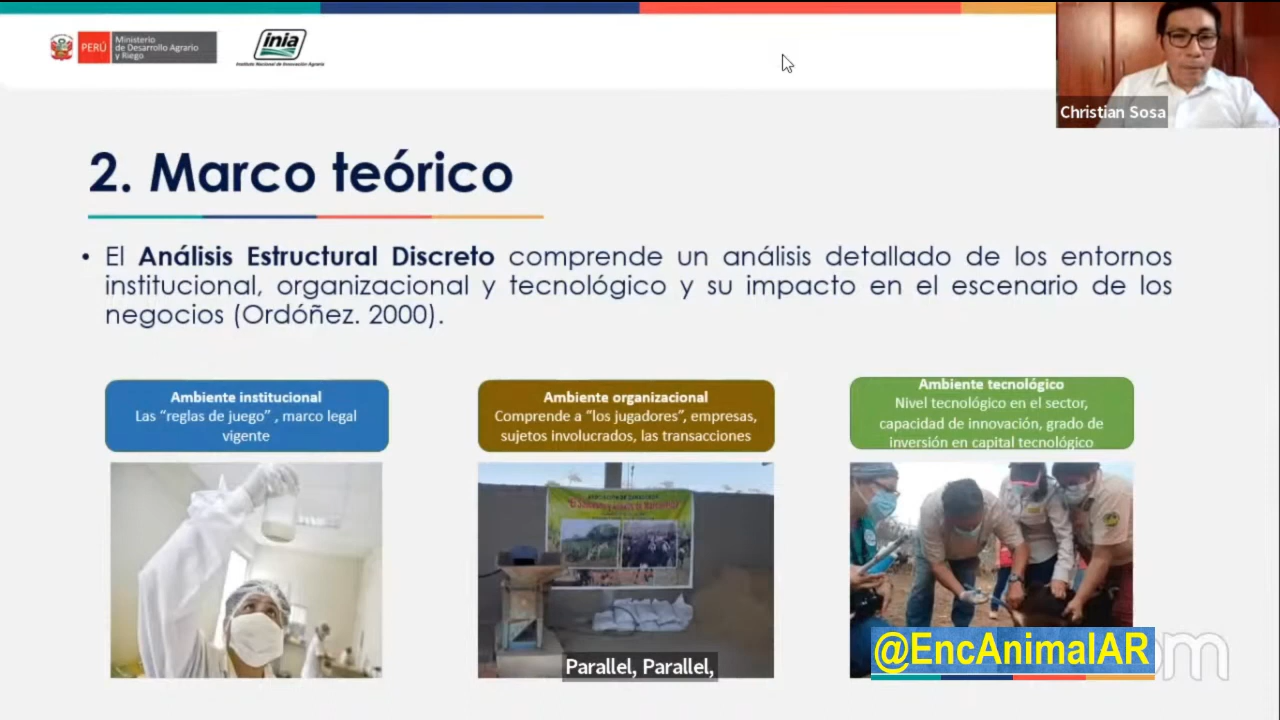 PERÚ
Ministerio
de Desarrollo Agrario
y Riego
inia
Instituto Nacional de Innovación Agraria
Christian Sosa
2. Marco teórico
• El Análisis Estructural Discreto comprende un análisis detallado de los entornos
institucional, organizacional y tecnológico y su impacto en el escenario de los
negocios (Ordóñez. 2000).
Ambiente institucional
Las “reglas de juego” , marco legal
vigente
Ambiente organizacional
Comprende a “los jugadores”, empresas,
sujetos involucrados, las transacciones
Ambiente tecnológico
Nivel tecnológico en el sector,
capacidad de innovación, grado de
inversión en capital tecnológico
@EncAnimalAR
Parallel, Parallel,